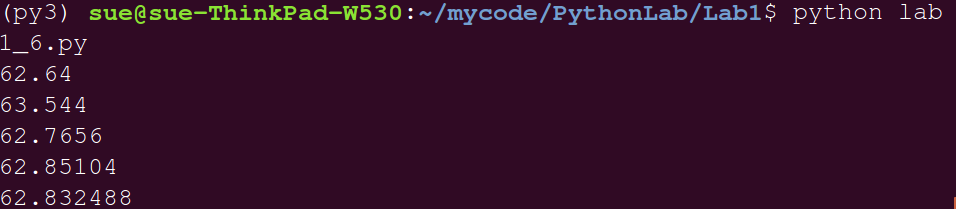 (py3) sue@sue-ThinkPad-W530:~/mycode/PythonLab/Lab1$ python lab
1_6.py
62.64
63.544
62.7656
62.85104
62.832488